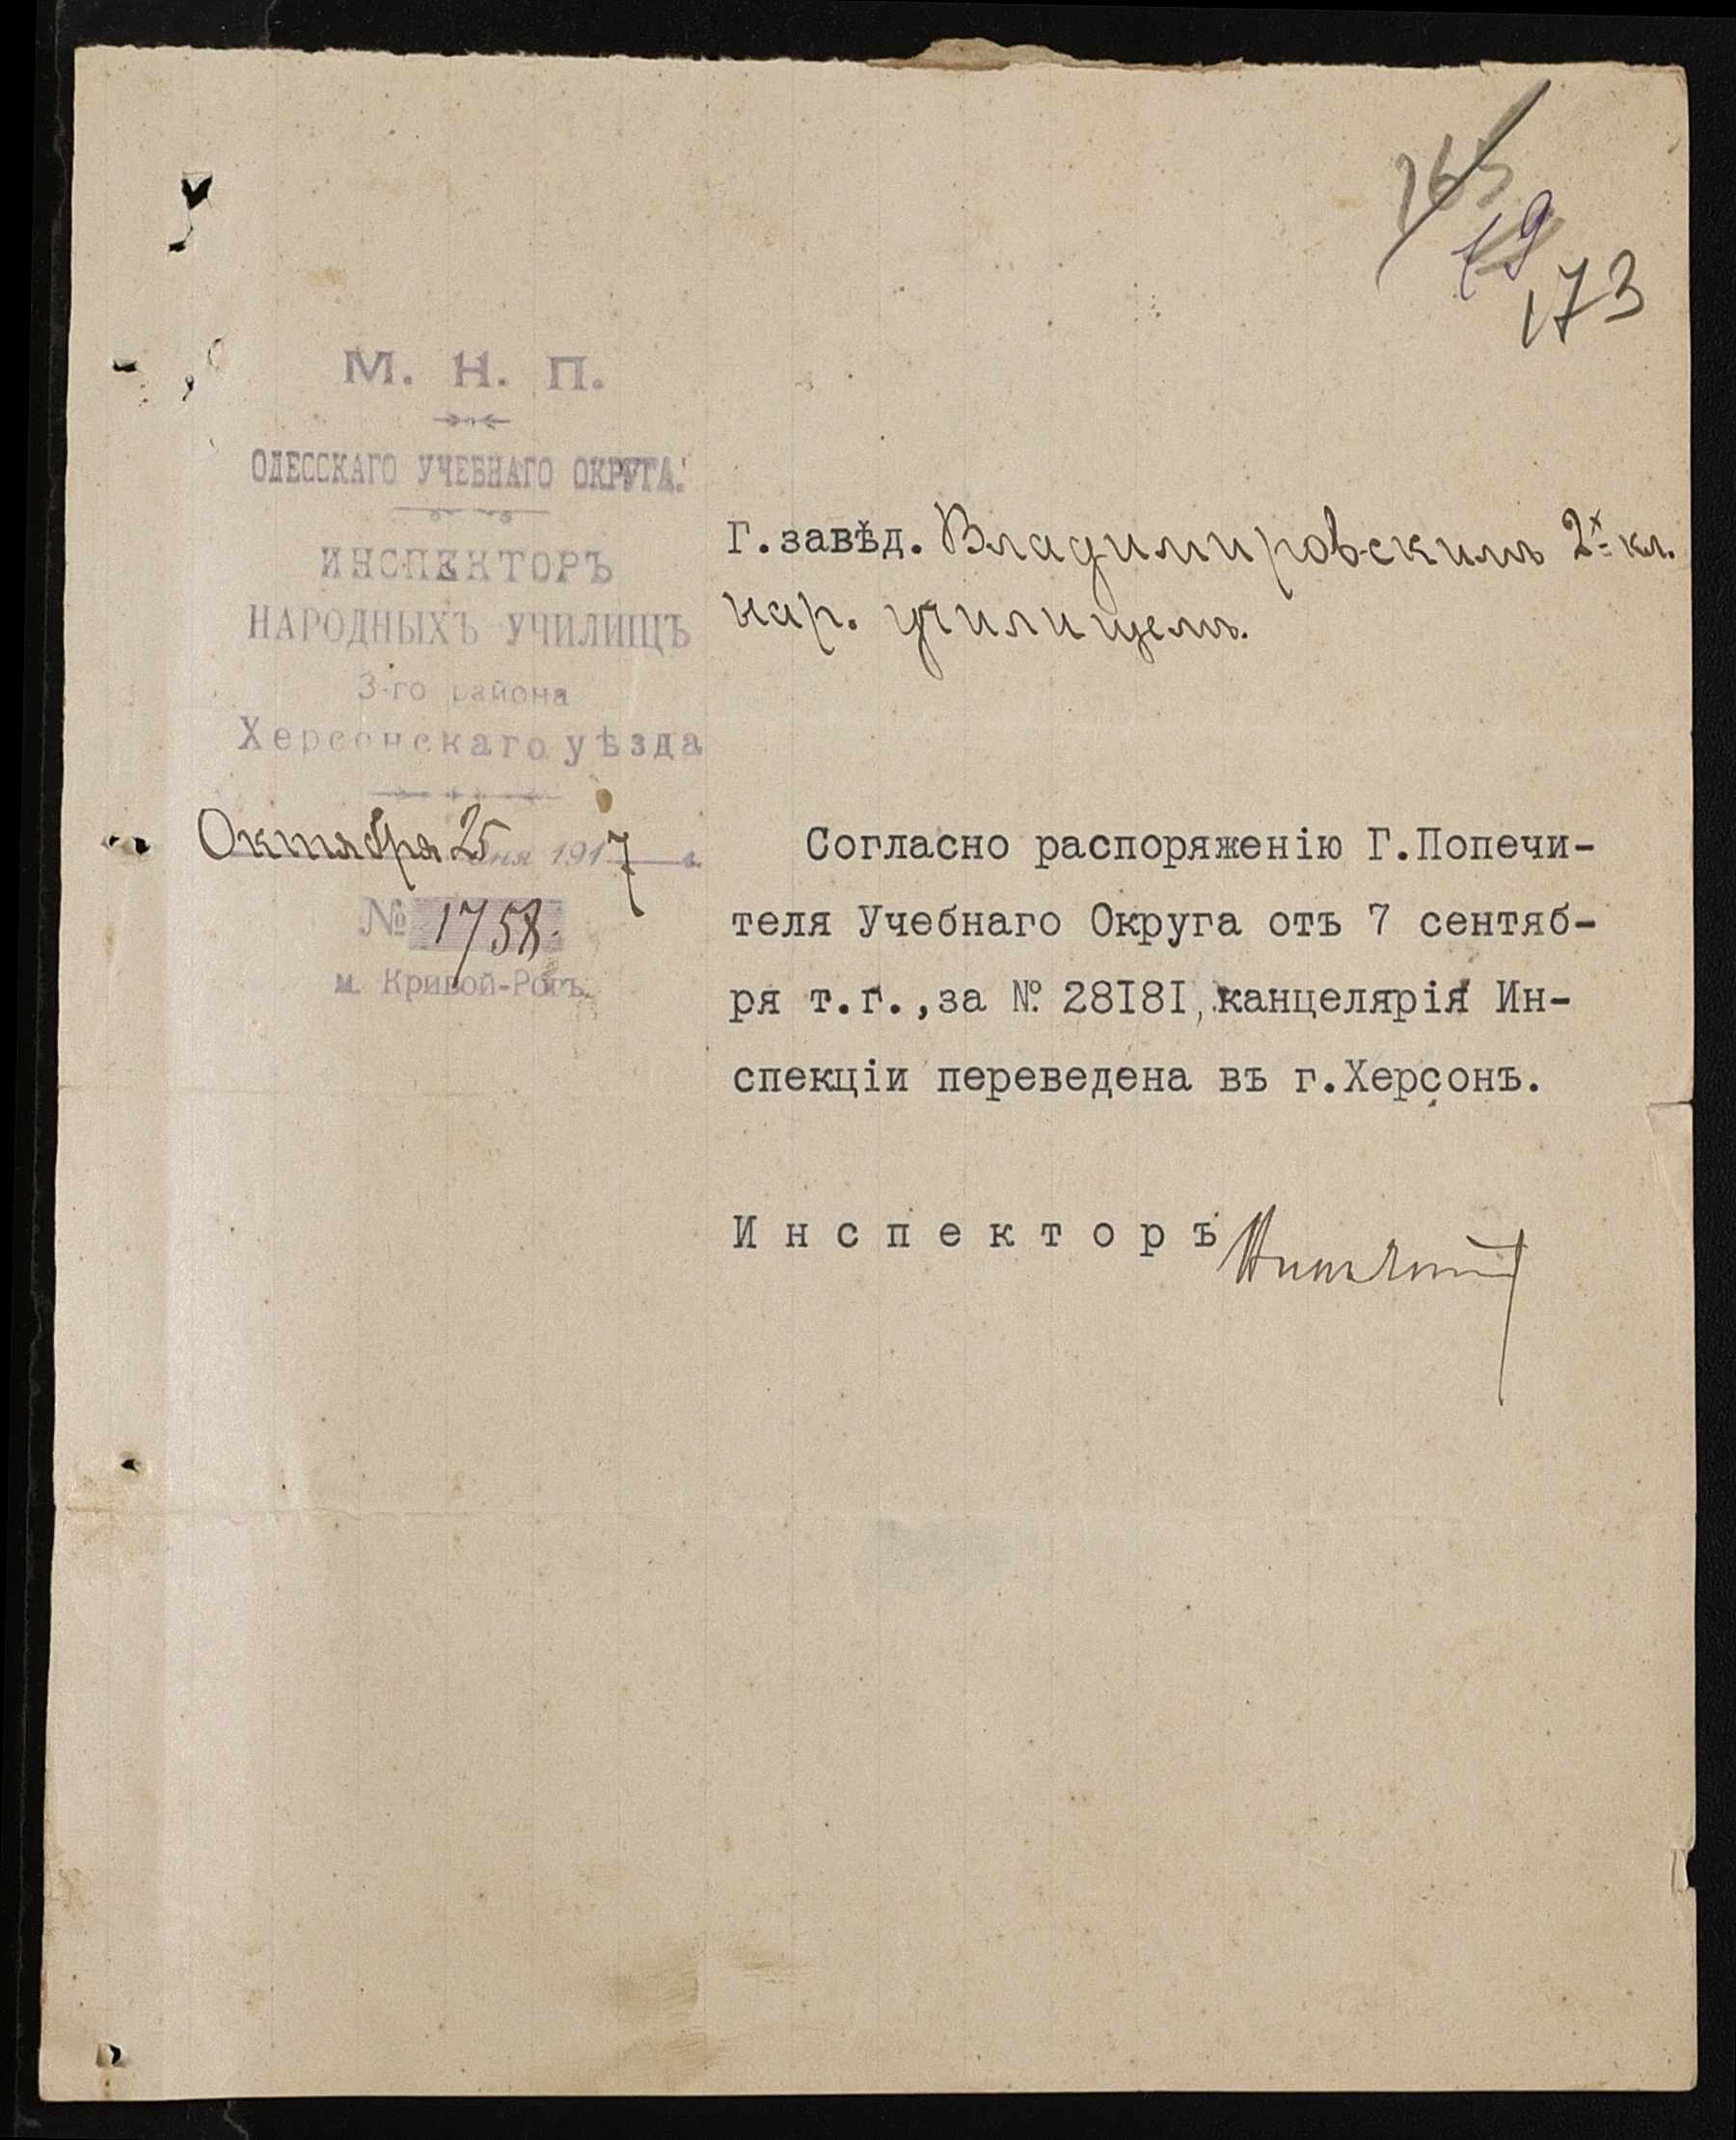 165
19
173
М. Н. П.
ОДЕССКАГО УЧЕБНАГО ОКРУГА.
ИНСПЕКТОРЪ
НАРОДНЫХЪ УЧИЛИЩЪ
3-го района
Херсонскаго уѣзда
Октября 25 дня 1917 г.
№ 1758.
м. Кривой-Рогъ.
Г.завѣд. Владимировскимъ 2х кл.
нар. училищемъ.
Согласно распоряженію Г.Попечи-
теля Учебнаго Округа отъ 7 сентяб-
ря т.г.,за № 28I8I, канцелярія Ин-
спекціи переведена въ г.Херсонъ.
Инспекторъ